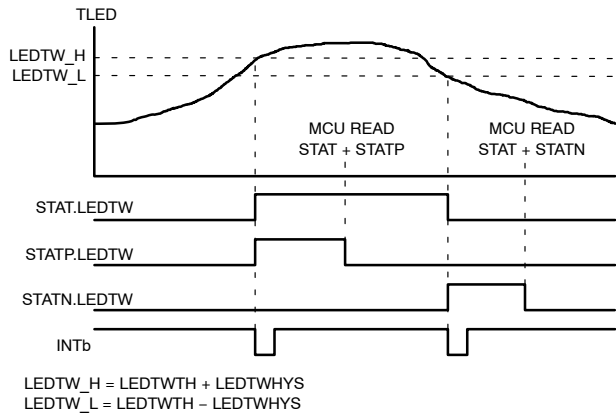 TLED
LEDTW_H
LEDTW_L
MCU READ
STAT + STATP
MCU READ
STAT + STATN
STAT.LEDTW
STATP.LEDTW
STATN.LEDTW
INTb
LEDTW_H = LEDTWTH + LEDTWHYS
LEDTW_L = LEDTWTH − LEDTWHYS